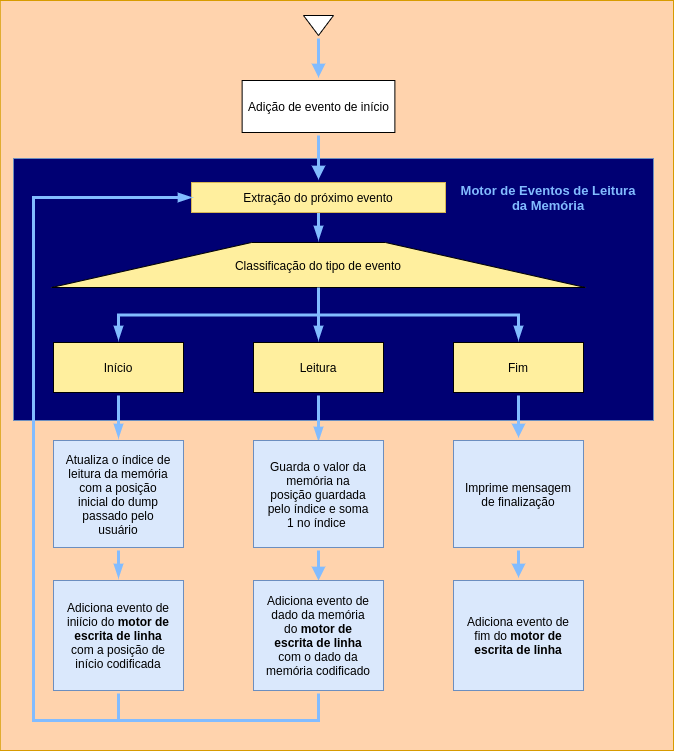 Adição de evento de início
Motor de Eventos de Leitura
da Memória
Extração do próximo evento
Classificação do tipo de evento
Início
Leitura
Fim
Atualiza o índice de
leitura da memória
com a posição
inicial do dump
passado pelo
usuário
Guarda o valor da
memória na
posição guardada
pelo índice e soma
1 no índice
Imprime mensagem
de finalização
Adiciona evento de
iniício do motor de
escrita de linha
com a posição de
início codificada
Adiciona evento de
dado da memória
do motor de
escrita de linha
com o dado da
memória codificado
Adiciona evento de
fim do motor de
escrita de linha